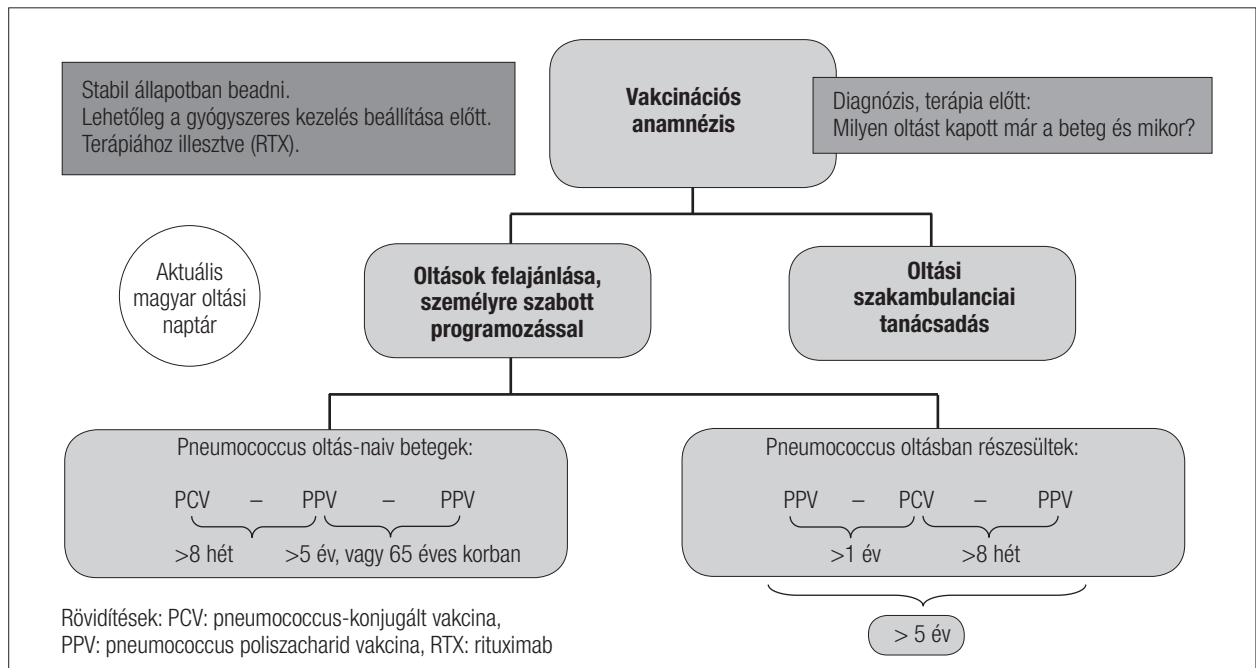 Stabil állapotban beadni.
Lehetőleg a gyógyszeres kezelés beállítása előtt.
Terápiához illesztve (RTX).
Vakcinációs
anamnézis
Diagnózis, terápia előtt:
Milyen oltást kapott már a beteg és mikor?
Aktuális
magyar oltási
naptár
Oltások felajánlása,
személyre szabott
programozással
Oltási
szakambulanciai
tanácsadás
Pneumococcus oltás-naiv betegek:
PCV – PPV – PPV
>8 hét >5 év, vagy 65 éves korban
Pneumococcus oltásban részesültek:
PPV – PCV – PPV
>1 év >8 hét
> 5 év
Rövidítések: PCV: pneumococcus-konjugált vakcina,
PPV: pneumococcus poliszacharid vakcina, RTX: rituximab